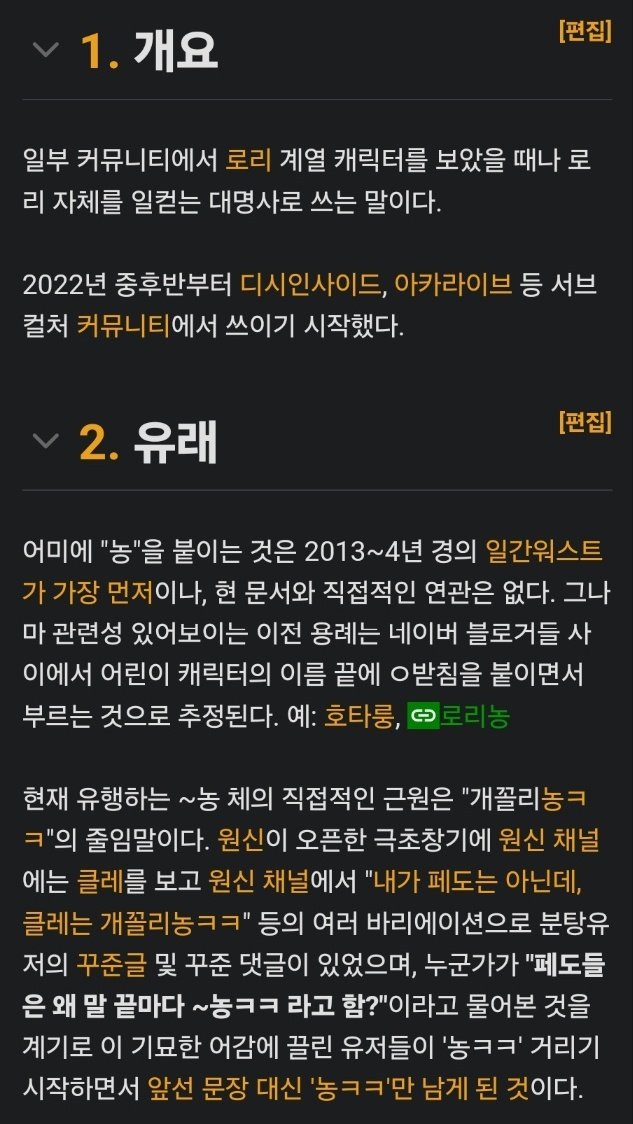 1. 개요
[편집]
일부 커뮤니티에서 로리 계열 캐릭터를 보았을 때나 로
리 자체를 일컫는 대명사로 쓰는 말이다.
2022년 중후반부터 디시인사이드, 아카라이브 등 서브
컬처 커뮤니티에서 쓰이기 시작했다.
2. 유래
[편집]
어미에 "농"을 붙이는 것은 2013~4년 경의 일간워스트
가 가장 먼저이나, 현 문서와 직접적인 연관은 없다. 그나
마 관련성 있어보이는 이전 용례는 네이버 블로거들 사
이에서 어린이 캐릭터의 이름 끝에 ㅇ받침을 붙이면서
부르는 것으로 추정된다. 예: 호타룽, 로리농
현재 유행하는 ~농 체의 직접적인 근원은 "개꼴리농ㅋ
ㅋ"의 줄임말이다. 원신이 오픈한 극초창기에 원신 채널
에는 클레를 보고 원신 채널에서 "내가 페도는 아닌데,
클레는 개꼴리농ㅋㅋ" 등의 여러 바리에이션으로 분탕유
저의 꾸준글 및 꾸준 댓글이 있었으며, 누군가가 "페도들
은 왜 말 끝마다 ~농ㅋㅋ 라고 함?"이라고 물어본 것을
계기로 이 기묘한 어감에 끌린 유저들이 '농ㅋㅋ' 거리기
시작하면서 앞선 문장 대신 '농ㅋㅋ'만 남게 된 것이다.